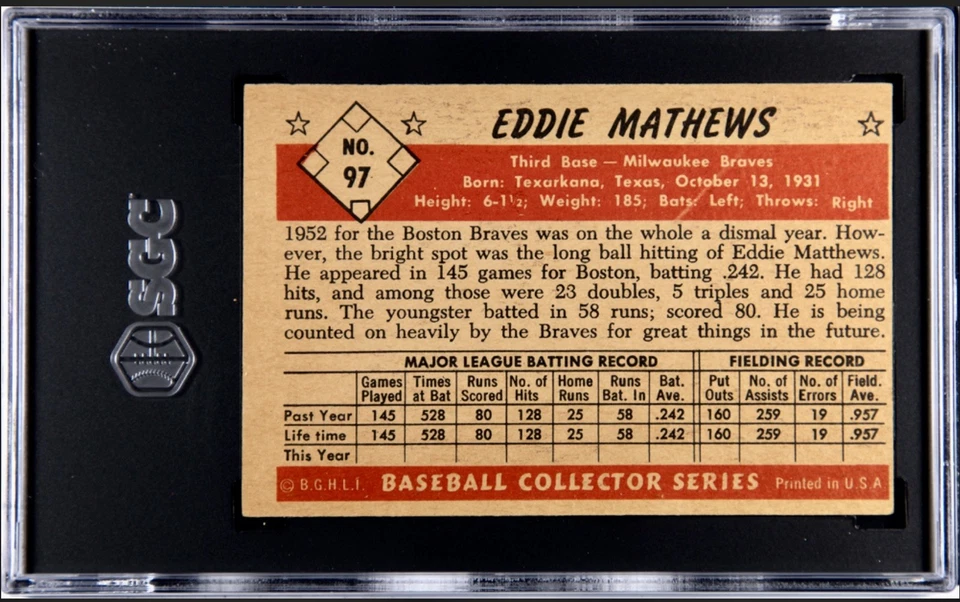 SGC
NO.
97
EDDIE MATHEWS
Third Base — Milwaukee Braves
Born: Texarkana, Texas, October 13, 1931
Height: 6-1½; Weight: 185; Bats: Left; Throws: Right
1952 for the Boston Braves was on the whole a dismal year. How-
ever, the bright spot was the long ball hitting of Eddie Matthews.
He appeared in 145 games for Boston, batting .242. He had 128
hits, and among those were 23 doubles, 5 triples and 25 home
runs. The youngster batted in 58 runs; scored 80. He is being
counted on heavily by the Braves for great things in the future.
MAJOR LEAGUE BATTING RECORD FIELDING RECORD
Games Times Runs No. of Home Runs Bat. Put No. of No. of Field.
Played at Bat Scored Hits Runs Bat. In Ave. Outs Assists Errors Ave.
Past Year 145 528 80 128 25 58 .242 160 259 19 .957
Life time 145 528 80 128 25 58 .242 160 259 19 .957
This Year
© B.G.H.L.I. BASEBALL COLLECTOR SERIES Printed in U.S.A